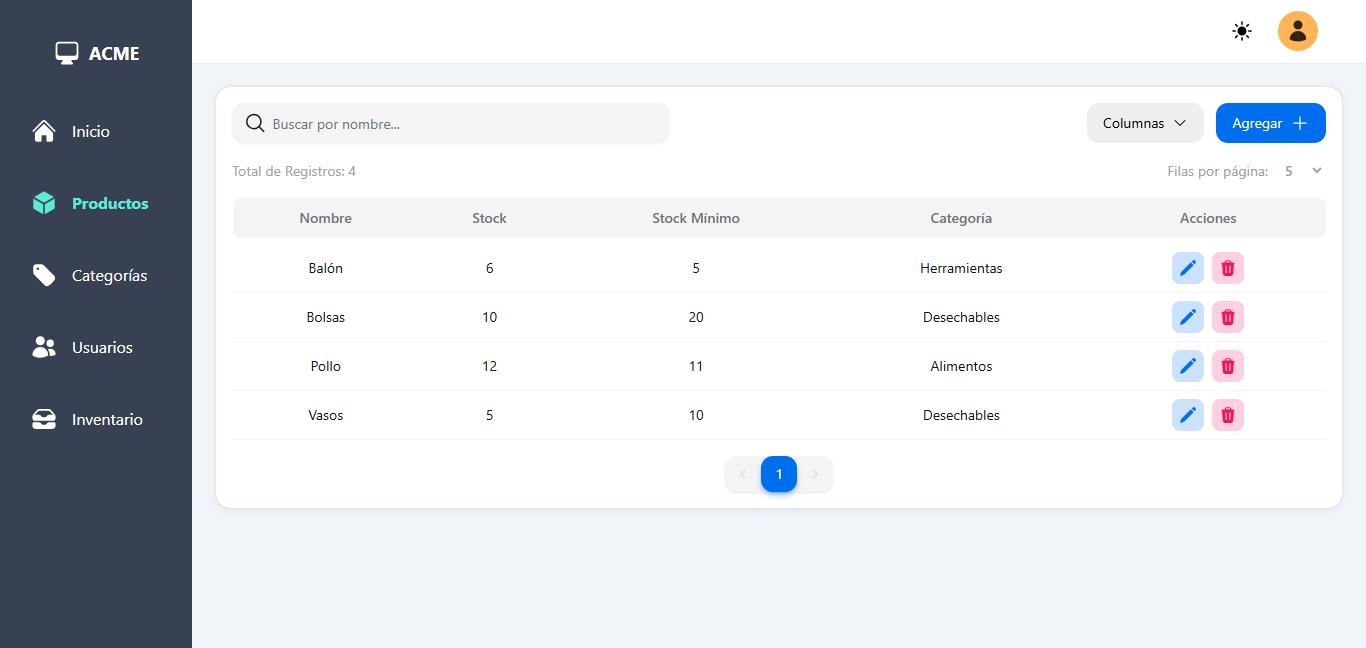 ACME
Inicio
Productos
Categorías
Usuarios
Inventario
Buscar por nombre...
Columnas
Agregar
Total de Registros: 4
Filas por página: 5
Nombre Stock Stock Mínimo Categoría Acciones
Balón 6 5 Herramientas
Bolsas 10 20 Desechables
Pollo 12 11 Alimentos
Vasos 5 10 Desechables
1